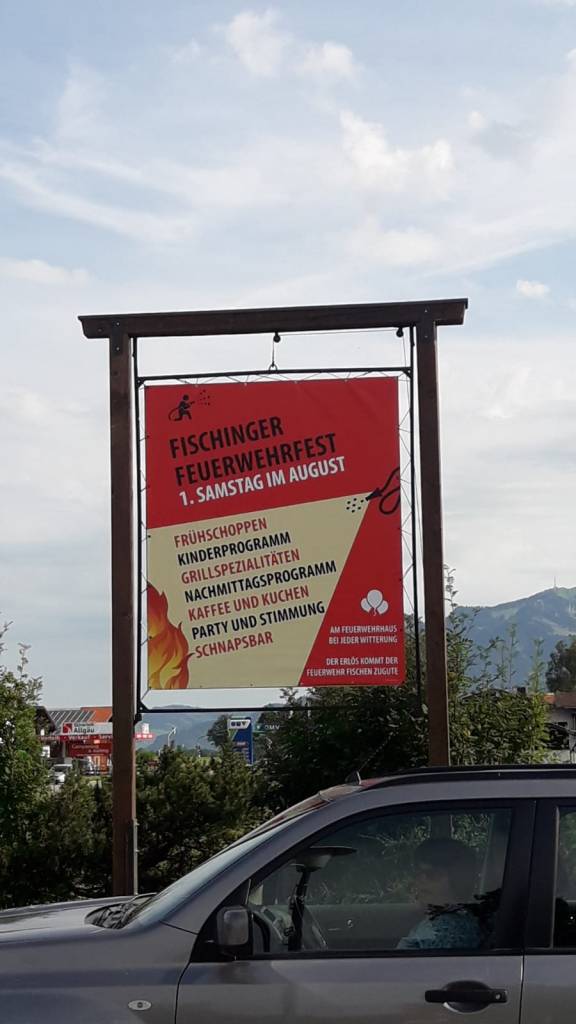 FISCHINGER
FEUERWEHRFEST
1. SAMSTAG IM AUGUST
FRÜHSCHOPPEN
KINDERPROGRAMM
GRILLSPEZIALITÄTEN
NACHMITTAGSPROGRAMM
KAFFEE UND KUCHEN
PARTY UND STIMMUNG
SCHNAPSBAR
AM FEUERWEHRHAUS
BEI JEDER WITTERUNG
DER ERLÖS KOMMT DER
FEUERWEHR FISCHEN ZUGUTE
Allgäu
OMV